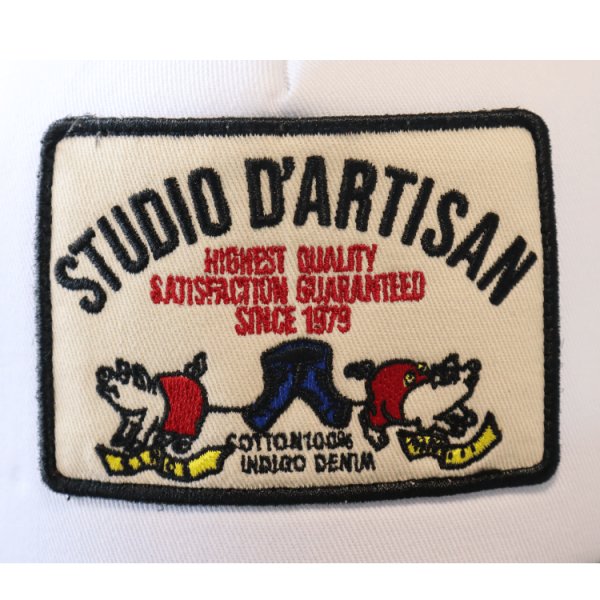 STUDIO D'ARTISAN
HIGHEST QUALITY
SATISFACTION GUARANTEED
SINCE 1979
COTTON100%
INDIGO DENIM